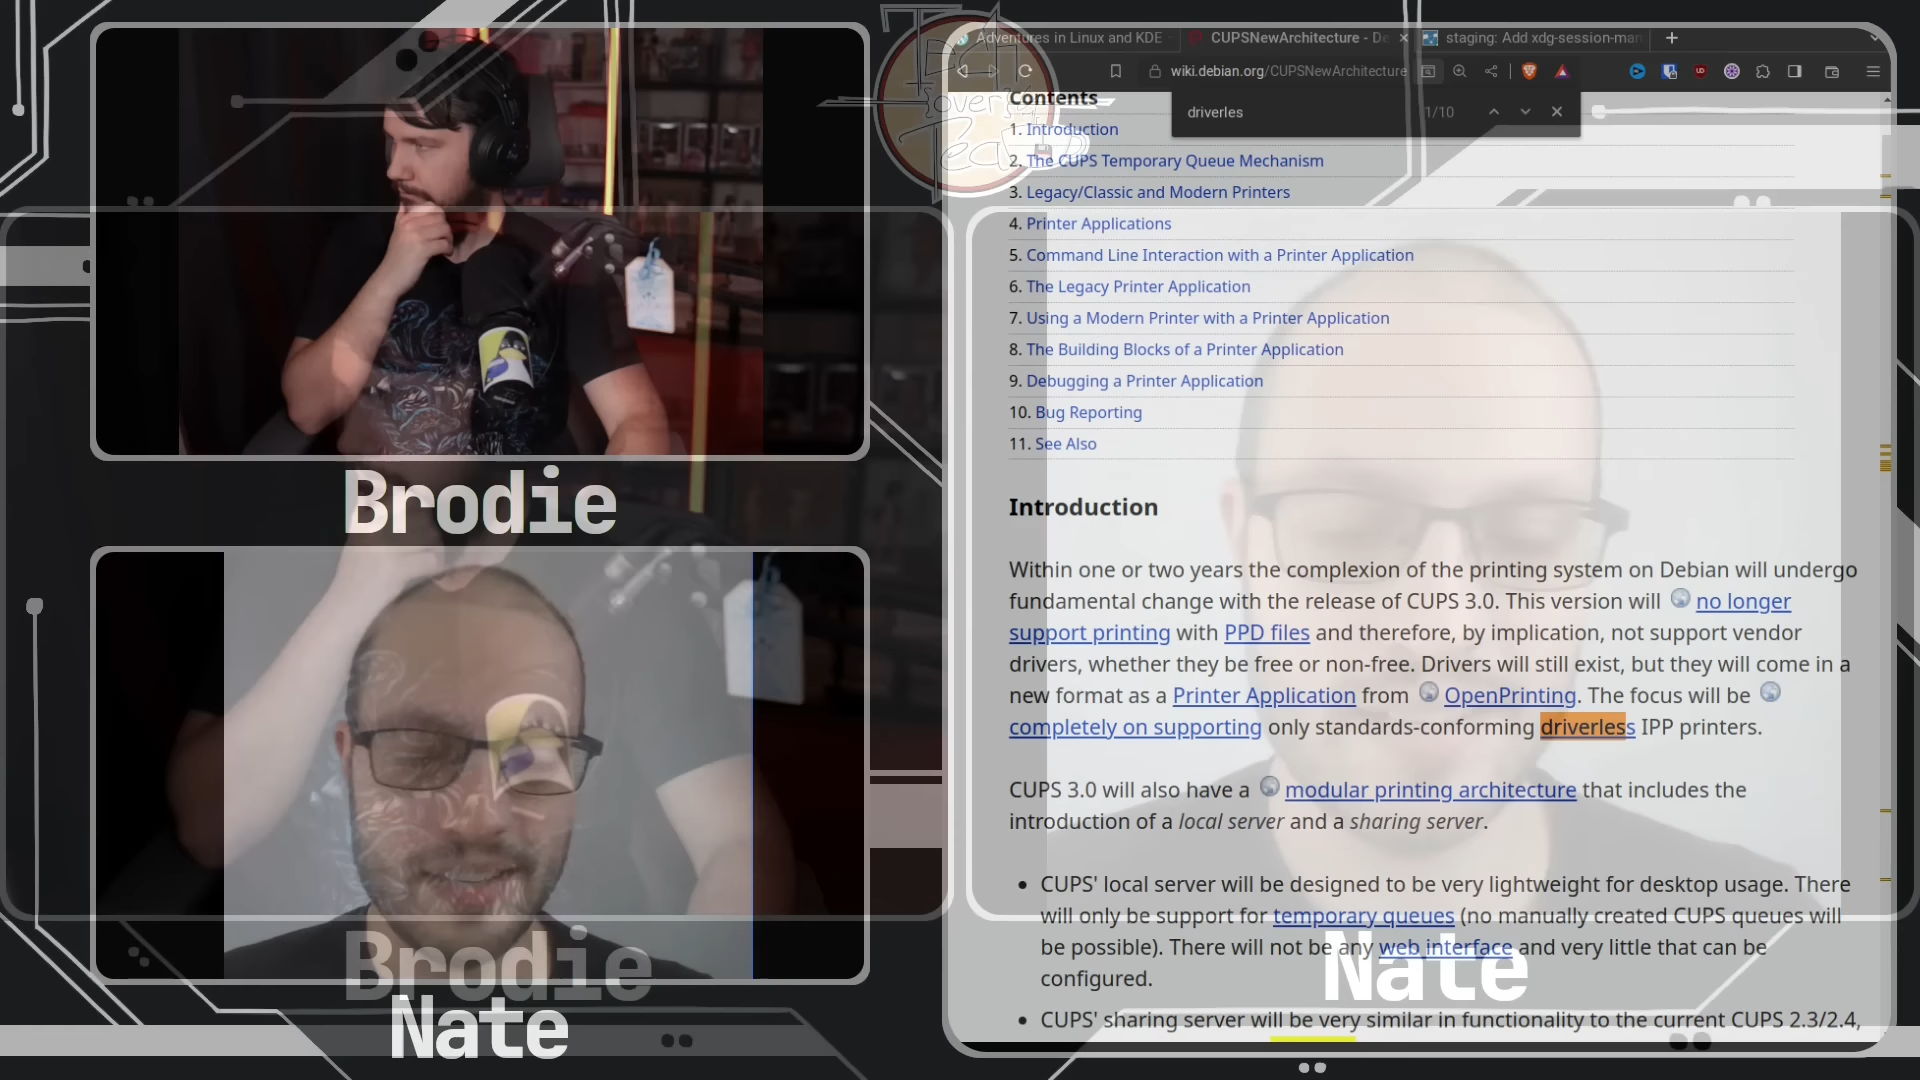 Tech
Over
Tea
Adventures in Linux and KDE
CUPSNewArchitecture - De
staging: Add xdg-session-man
wiki.debian.org/CUPSNewArchitecture
driverles
1/10
Contents
1. Introduction
2. The CUPS Temporary Queue Mechanism
3. Legacy/Classic and Modern Printers
4. Printer Applications
5. Command Line Interaction with a Printer Application
6. The Legacy Printer Application
7. Using a Modern Printer with a Printer Application
8. The Building Blocks of a Printer Application
9. Debugging a Printer Application
10. Bug Reporting
11. See Also
Introduction
Within one or two years the complexion of the printing system on Debian will undergo
fundamental change with the release of CUPS 3.0. This version will no longer
support printing with PPD files and therefore, by implication, not support vendor
drivers, whether they be free or non-free. Drivers will still exist, but they will come in a
new format as a Printer Application from OpenPrinting. The focus will be
completely on supporting only standards-conforming driverless IPP printers.
CUPS 3.0 will also have a modular printing architecture that includes the
introduction of a local server and a sharing server.
• CUPS' local server will be designed to be very lightweight for desktop usage. There
will only be support for temporary queues (no manually created CUPS queues will
be possible). There will not be any web interface and very little that can be
configured.
• CUPS' sharing server will be very similar in functionality to the current CUPS 2.3/2.4,
Brodie
Brodie
Nate
Nate